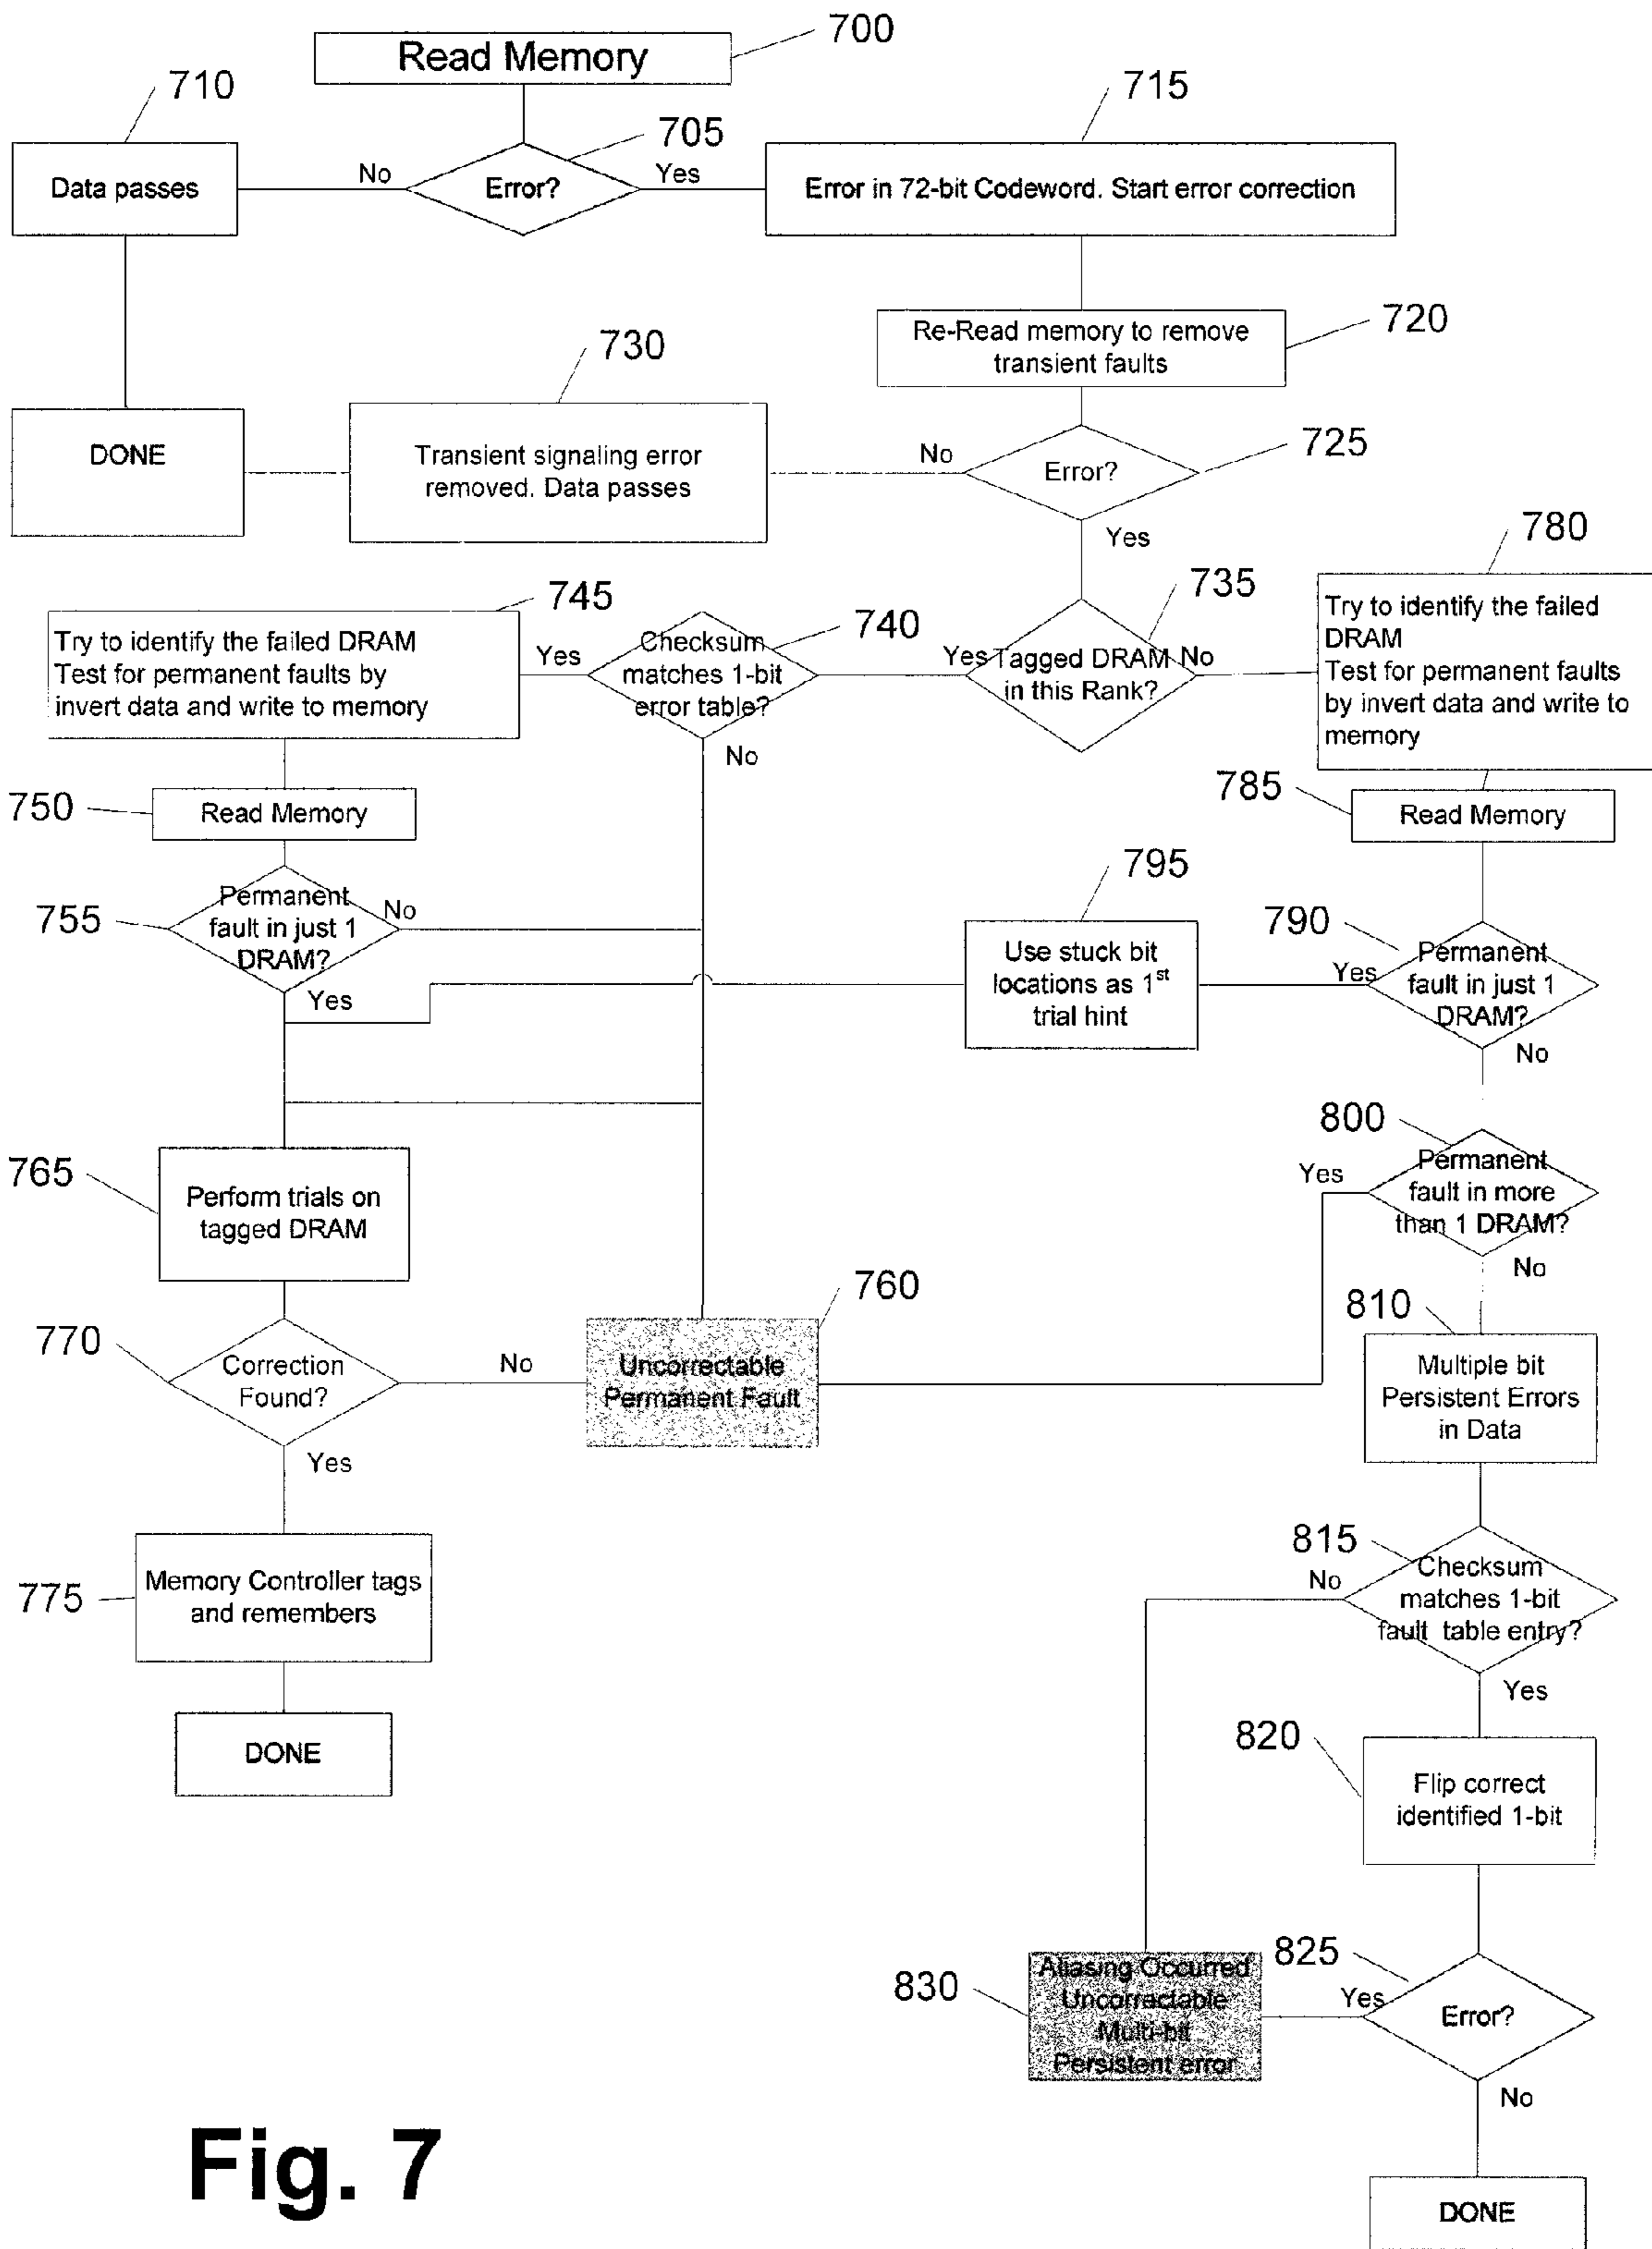 700
Read Memory
710
705
715
Data passes
No
Error?
Yes
Error in 72-bit Codeword. Start error correction
720
Re-Read memory to remove
transient faults
730
DONE
Transient signaling error
removed. Data passes
No
Error?
725
Yes
780
745
Try to identify the failed DRAM
Test for permanent faults by
invert data and write to memory
Yes
740
Checksum
matches 1-bit
error table?
No
735
Yes
Tagged DRAM
in this Rank?
No
Try to identify the failed
DRAM
Test for permanent faults
by invert data and write to
memory
750
Read Memory
785
Read Memory
755
Permanent
fault in just 1
DRAM?
No
Yes
795
Use stuck bit
locations as 1st
trial hint
790
Yes
Permanent
fault in just 1
DRAM?
No
765
Perform trials on
tagged DRAM
800
Yes
Permanent
fault in more
than 1 DRAM?
No
770
Correction
Found?
No
Yes
760
Uncorrectable
Permanent Fault
810
Multiple bit
Persistent Errors
in Data
775
Memory Controller tags
and remembers
DONE
815
No
Checksum
matches 1-bit
fault table entry?
Yes
820
Flip correct
identified 1-bit
830
Aliasing Occurred
Uncorrectable
Multi-bit
Persistent error
825
Yes
Error?
No
DONE
Fig. 7